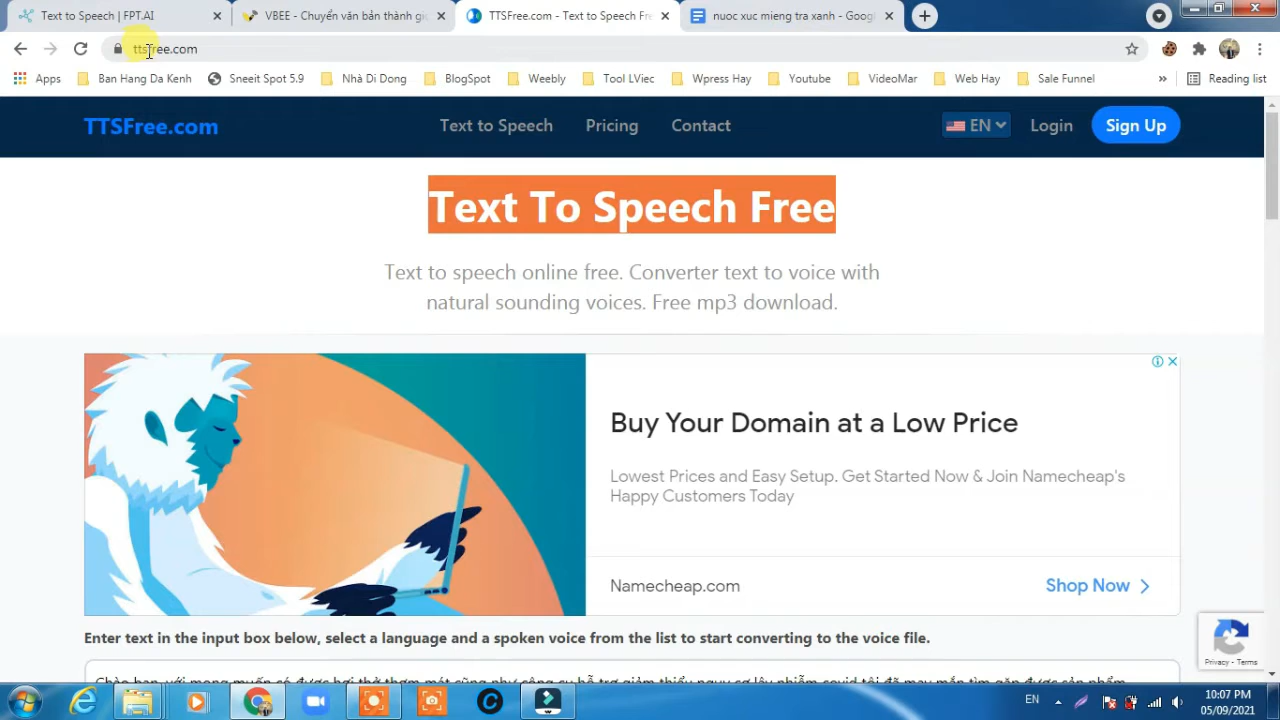 Text to Speech | FPT.AI
VBEE - Chuyển văn bản thành gi
TTSFree.com - Text to Speech Fre
nuoc xuc mieng tra xanh - Googl
ttsfree.com
Apps
Ban Hang Da Kenh
Sneeit Spot 5.9
Nhà Di Dong
BlogSpot
Weebly
Tool LViec
Wpress Hay
Youtube
VideoMar
Web Hay
Sale Funnel
»
Reading list
TTSFree.com
Text to Speech
Pricing
Contact
EN
Login
Sign Up
Text To Speech Free
Text to speech online free. Converter text to voice with
natural sounding voices. Free mp3 download.
Buy Your Domain at a Low Price
Lowest Prices and Easy Setup. Get Started Now & Join Namecheap's
Happy Customers Today
Namecheap.com
Shop Now
Enter text in the input box below, select a language and a spoken voice from the list to start converting to the voice file.
Privacy - Terms
EN
10:07 PM
05/09/2021